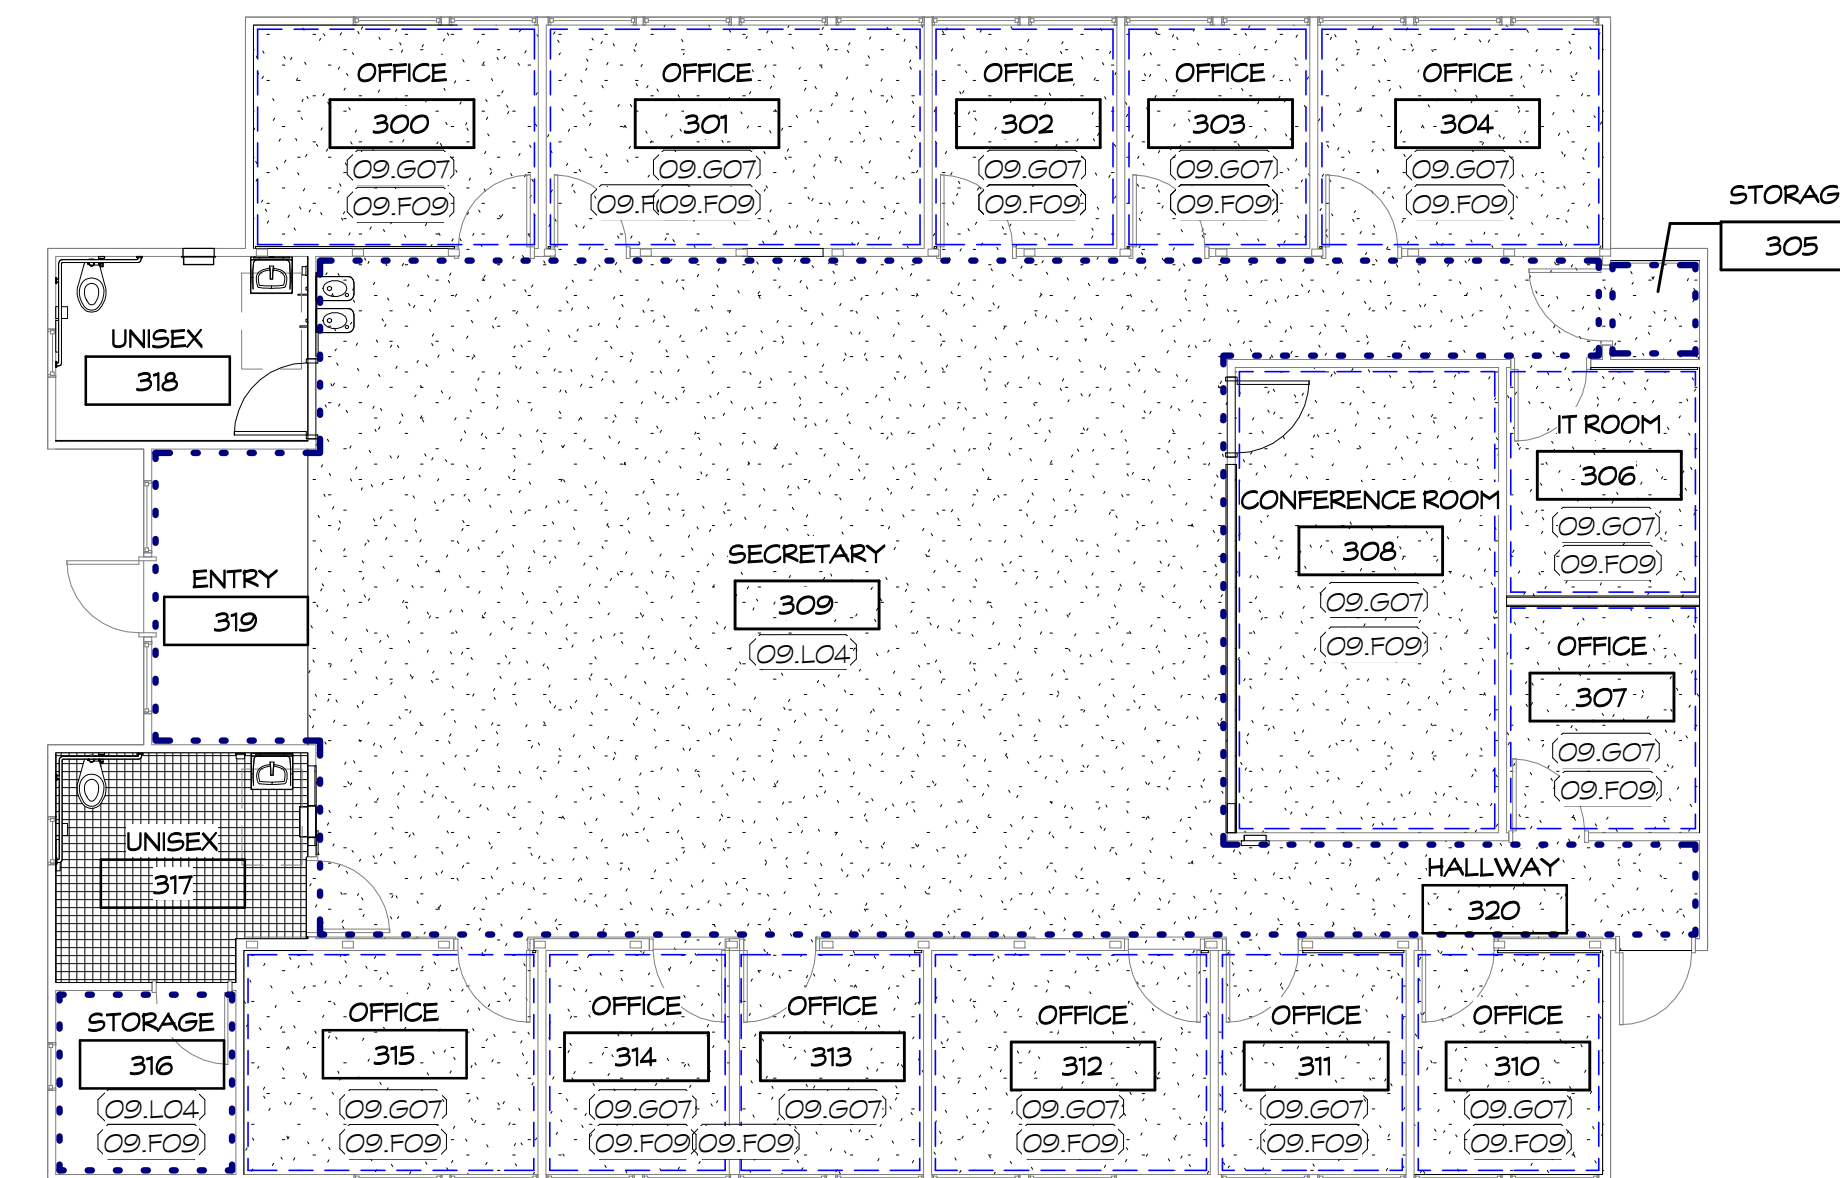 OFFICE
300
09.G07
09.F09
OFFICE
301
09.G07
09.F 09.F09
OFFICE
302
09.G07
09.F09
OFFICE
303
09.G07
09.F09
OFFICE
304
09.G07
09.F09
STORAG
305
UNISEX
318
IT ROOM
306
09.G07
09.F09
CONFERENCE ROOM
308
09.G07
09.F09
SECRETARY
309
09.L04
ENTRY
319
OFFICE
307
09.G07
09.F09
UNISEX
317
HALLWAY
320
STORAGE
316
09.L04
09.F09
OFFICE
315
09.G07
09.F09
OFFICE
314
09.G07
09.F09
OFFICE
313
09.G07
09.F09
OFFICE
312
09.G07
09.F09
OFFICE
311
09.G07
09.F09
OFFICE
310
09.G07
09.F09